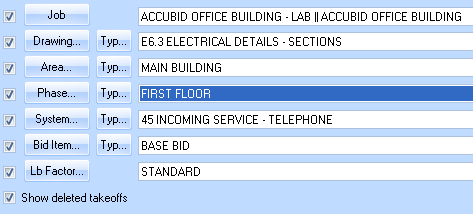 Job ACCUBID OFFICE BUILDING - LAB || ACCUBID OFFICE BUILDING
Drawing... Typ... E6.3 ELECTRICAL DETAILS - SECTIONS
Area... Typ... MAIN BUILDING
Phase... Typ... FIRST FLOOR
System... Typ... 45 INCOMING SERVICE - TELEPHONE
Bid Item... Typ... BASE BID
Lb Factor... STANDARD
Show deleted takeoffs